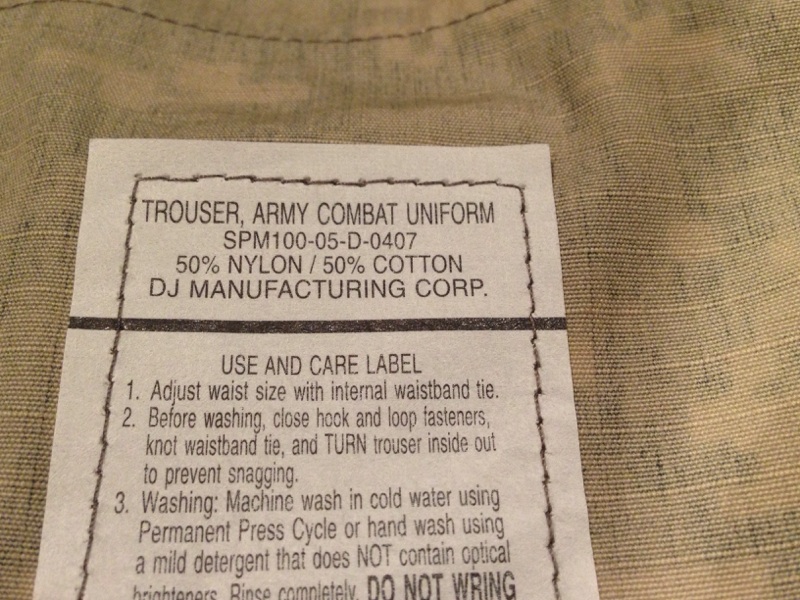 TROUSER, ARMY COMBAT UNIFORM
SPM100-05-D-0407
50% NYLON / 50% COTTON
DJ MANUFACTURING CORP.
USE AND CARE LABEL
1. Adjust waist size with internal waistband tie.
2. Before washing, close hook and loop fasteners,
knot waistband tie, and TURN trouser inside out
to prevent snagging.
3. Washing: Machine wash in cold water using
Permanent Press Cycle or hand wash using
a mild detergent that does NOT contain optical
brighteners. Rinse completely. DO NOT WRING